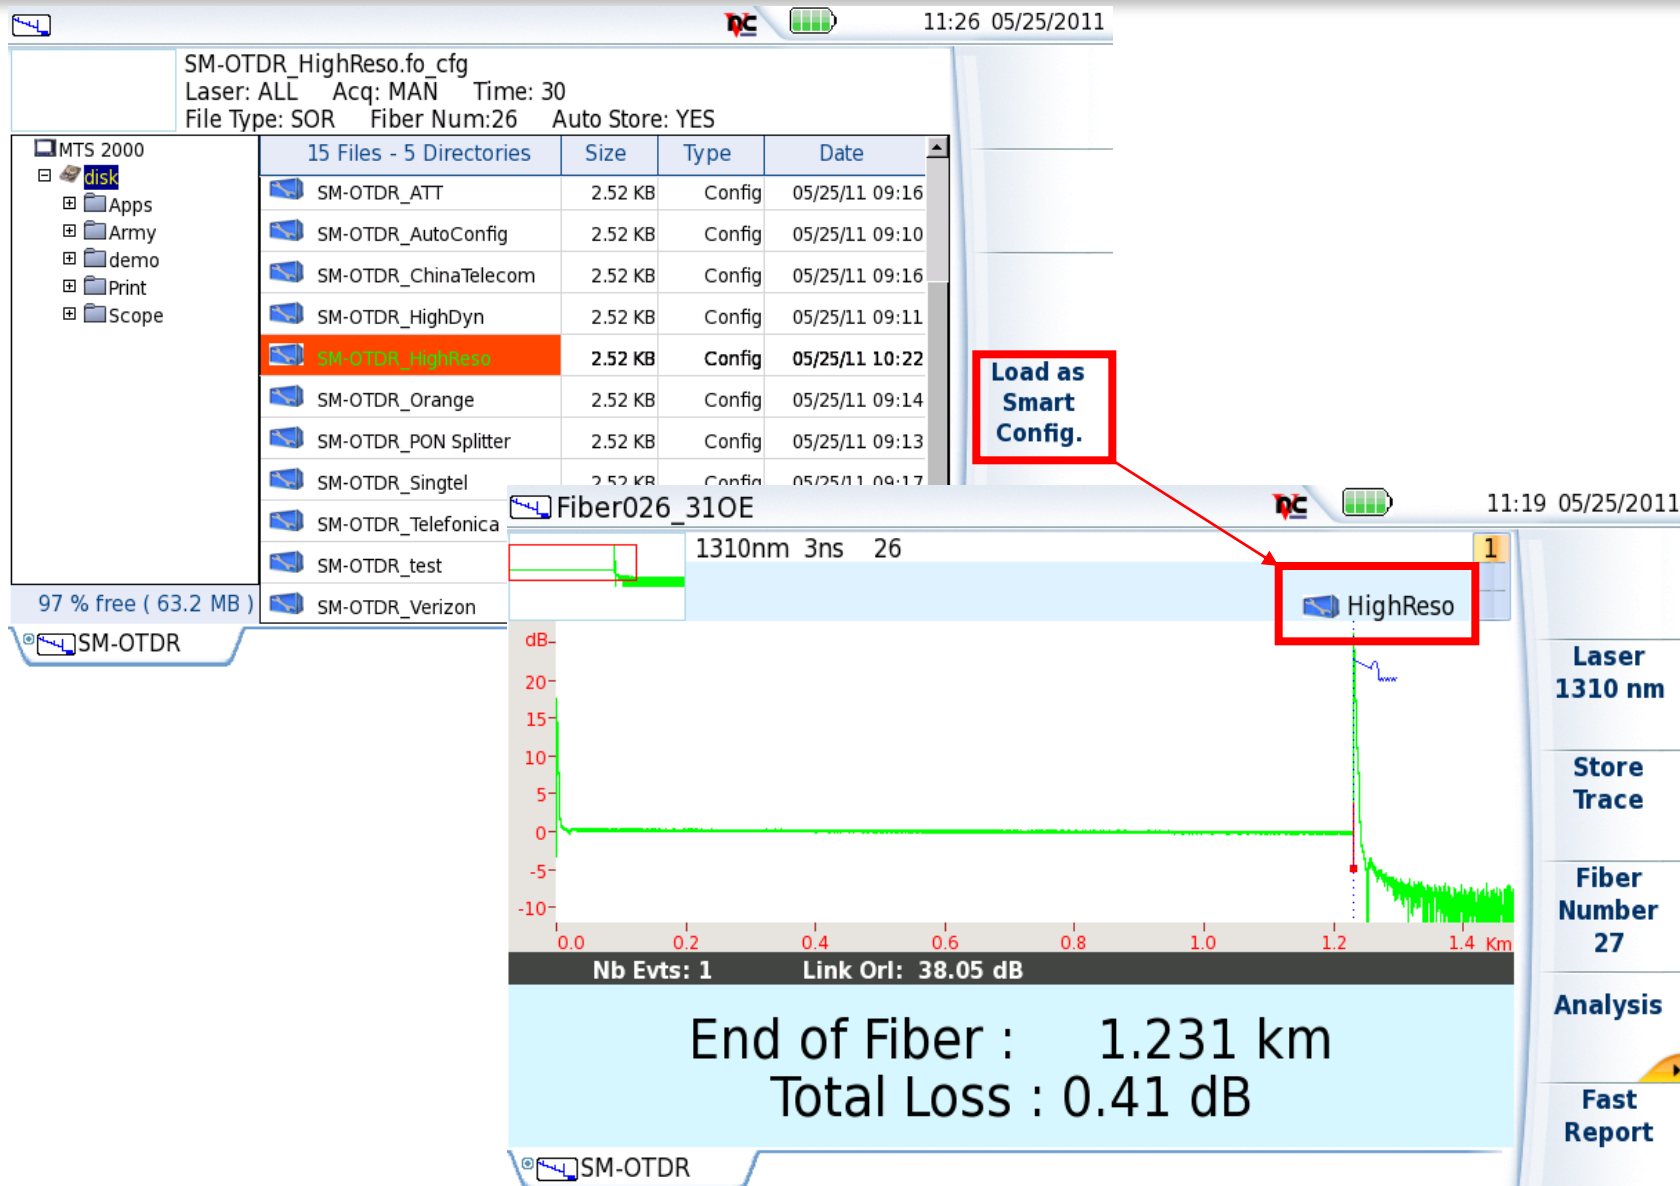 11:26 05/25/2011
SM-OTDR_HighReso.fo_cfg
Laser: ALL Acq: MAN Time: 30
File Type: SOR Fiber Num:26 Auto Store: YES
MTS 2000
disk
Apps
Army
demo
Print
Scope
97 % free ( 63.2 MB )
15 Files - 5 Directories Size Type Date
SM-OTDR_ATT 2.52 KB Config 05/25/11 09:16
SM-OTDR_AutoConfig 2.52 KB Config 05/25/11 09:10
SM-OTDR_ChinaTelecom 2.52 KB Config 05/25/11 09:16
SM-OTDR_HighDyn 2.52 KB Config 05/25/11 09:11
SM-OTDR_HighReso 2.52 KB Config 05/25/11 10:22
SM-OTDR_Orange 2.52 KB Config 05/25/11 09:14
SM-OTDR_PON Splitter 2.52 KB Config 05/25/11 09:13
SM-OTDR_Singtel 2.52 KB Config 05/25/11 09:17
SM-OTDR_Telefonica
SM-OTDR_test
SM-OTDR_Verizon
SM-OTDR
Load as
Smart
Config.
Fiber026_31OE
11:19 05/25/2011
1310nm 3ns 26
1
HighReso
dB
20
15
10
5
0
-5
-10
0.0 0.2 0.4 0.6 0.8 1.0 1.2 1.4 Km
Nb Evts: 1 Link Orl: 38.05 dB
End of Fiber : 1.231 km
Total Loss : 0.41 dB
SM-OTDR
Laser
1310 nm
Store
Trace
Fiber
Number
27
Analysis
Fast
Report